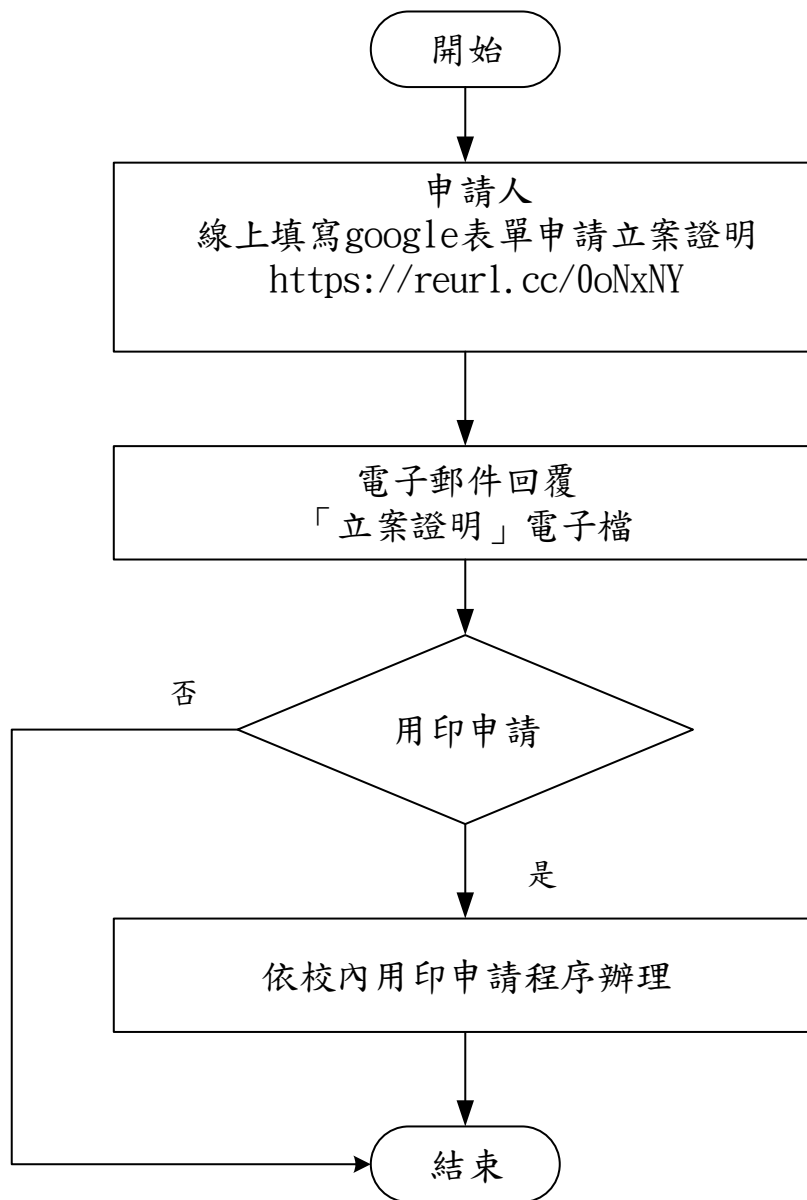 開始
申請人
線上填寫google表單申請立案證明
https://reurl.cc/0oNxNY
電子郵件回覆
「立案證明」電子檔
否
用印申請
是
依校內用印申請程序辦理
結束